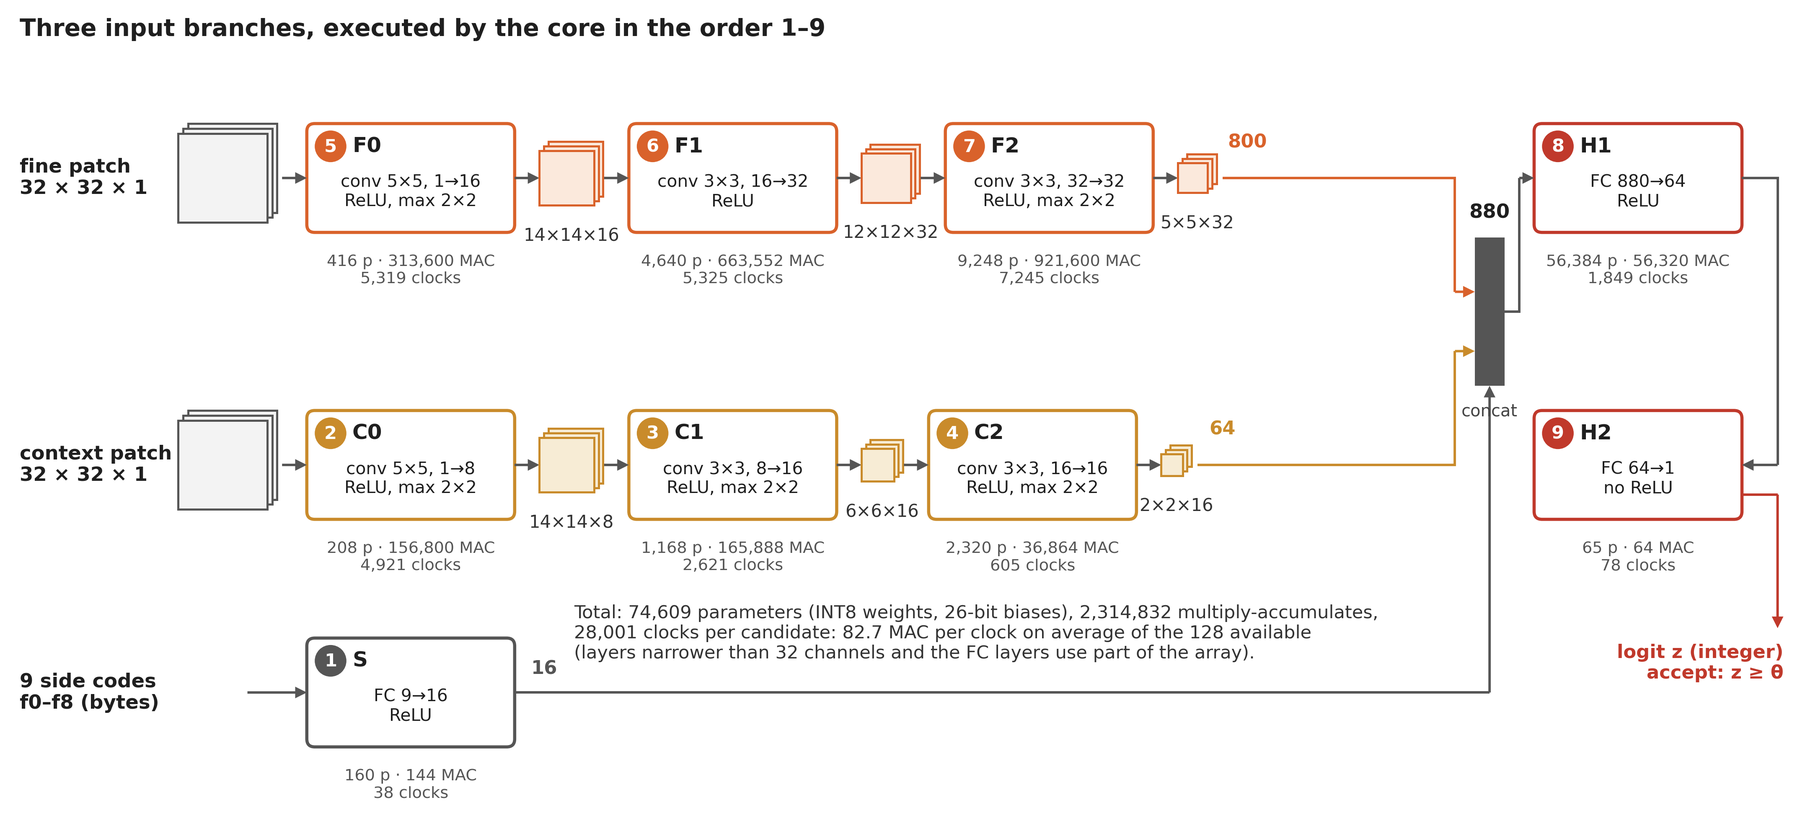 Three input branches, executed by the core in the order 1–9
fine patch
32 × 32 × 1
5 F0
conv 5×5, 1→16
ReLU, max 2×2
416 p · 313,600 MAC
5,319 clocks
14×14×16
6 F1
conv 3×3, 16→32
ReLU
4,640 p · 663,552 MAC
5,325 clocks
12×12×32
7 F2
conv 3×3, 32→32
ReLU, max 2×2
9,248 p · 921,600 MAC
7,245 clocks
800
5×5×32
880
concat
8 H1
FC 880→64
ReLU
56,384 p · 56,320 MAC
1,849 clocks
context patch
32 × 32 × 1
2 C0
conv 5×5, 1→8
ReLU, max 2×2
208 p · 156,800 MAC
4,921 clocks
14×14×8
3 C1
conv 3×3, 8→16
ReLU, max 2×2
1,168 p · 165,888 MAC
2,621 clocks
6×6×16
4 C2
conv 3×3, 16→16
ReLU, max 2×2
2,320 p · 36,864 MAC
605 clocks
64
2×2×16
9 H2
FC 64→1
no ReLU
65 p · 64 MAC
78 clocks
Total: 74,609 parameters (INT8 weights, 26-bit biases), 2,314,832 multiply-accumulates,
28,001 clocks per candidate: 82.7 MAC per clock on average of the 128 available
(layers narrower than 32 channels and the FC layers use part of the array).
logit z (integer)
accept: z ≥ θ
9 side codes
f0–f8 (bytes)
1 S
FC 9→16
ReLU
160 p · 144 MAC
38 clocks
16